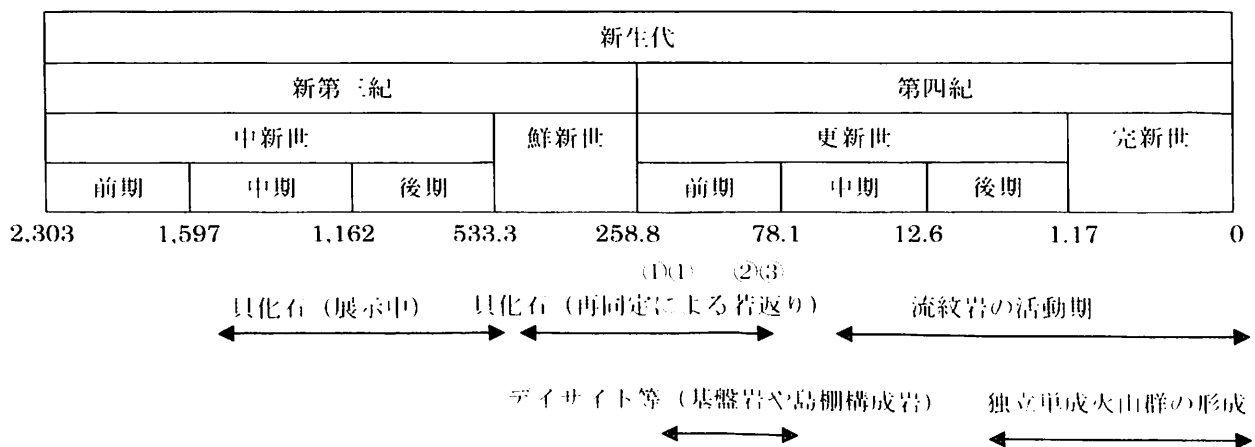 新生代
新第三紀 第四紀
中新世 鮮新世 更新世 完新世
前期 中期 後期 前期 中期 後期
2,303 1,597 1,162 533.3 258.8 78.1 12.6 1.17 0
①① ②③
貝化石（展示中） 貝化石（再同定による若返り） 流紋岩の活動期
デイサイト等（基盤岩や島棚構成岩） 独立単成火山群の形成